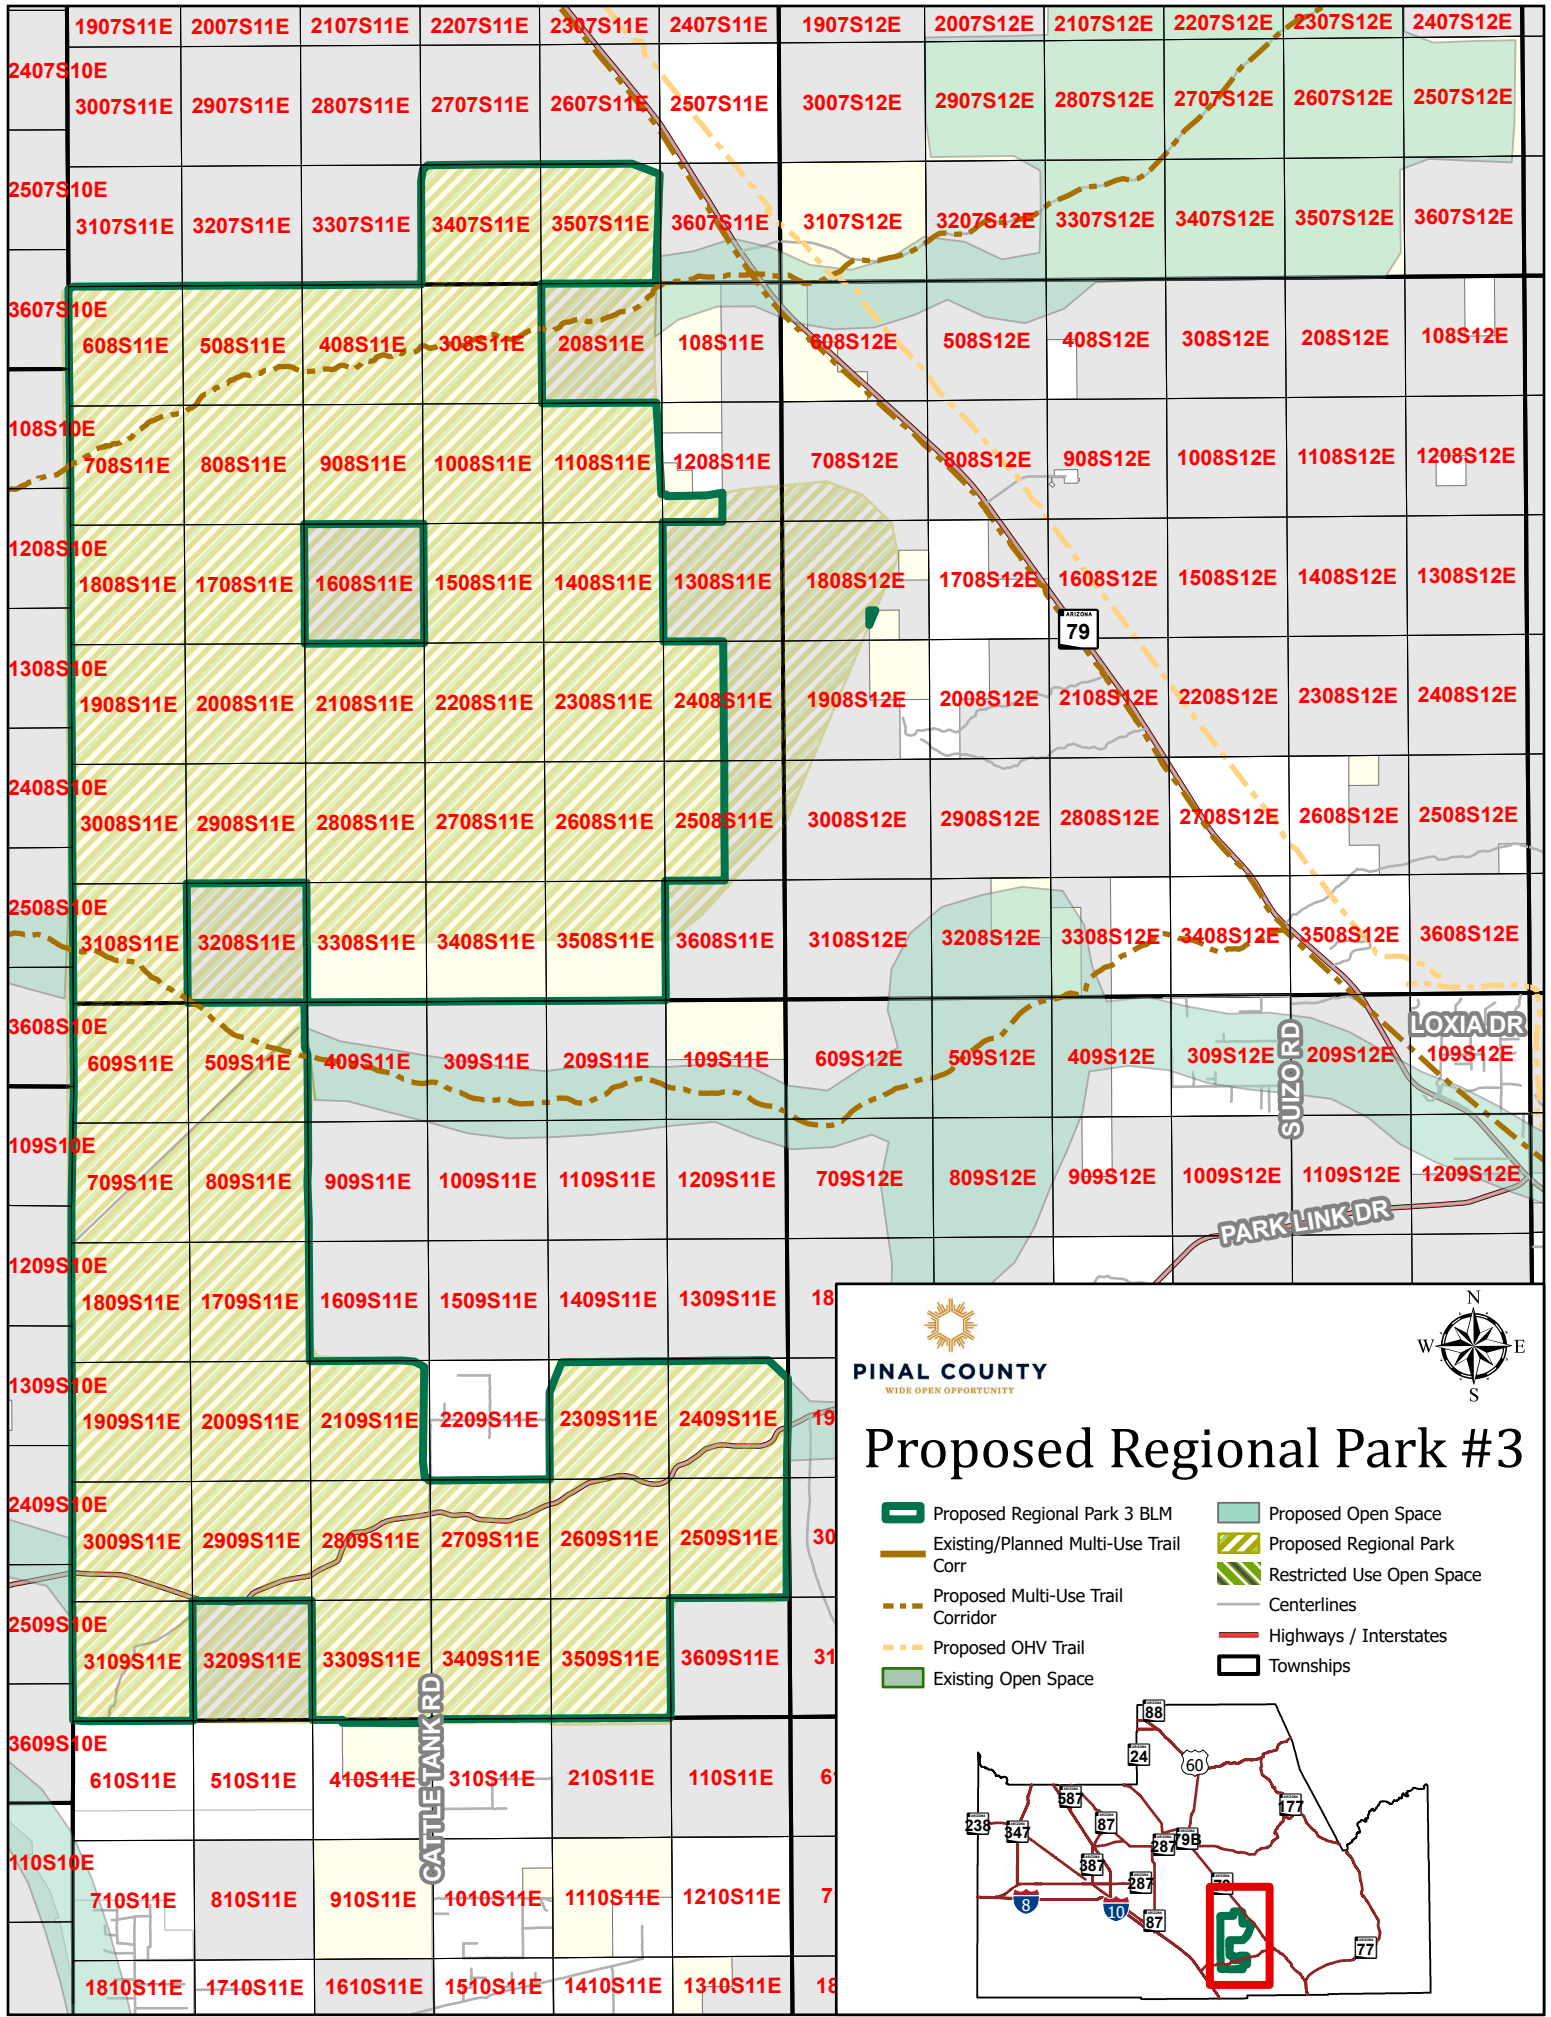 1907S11E 2007S11E 2107S11E 2207S11E 2307S11E 2407S11E 1907S12E 2007S12E 2107S12E 2207S12E 2307S12E 2407S12E
2407S10E
3007S11E 2907S11E 2807S11E 2707S11E 2607S11E 2507S11E 3007S12E 2907S12E 2807S12E 2707S12E 2607S12E 2507S12E
2507S10E
3107S11E 3207S11E 3307S11E 3407S11E 3507S11E 3607S11E 3107S12E 3207S12E 3307S12E 3407S12E 3507S12E 3607S12E
3607S10E
608S11E 508S11E 408S11E 308S11E 208S11E 108S11E 608S12E 508S12E 408S12E 308S12E 208S12E 108S12E
108S10E
708S11E 808S11E 908S11E 1008S11E 1108S11E 1208S11E 708S12E 808S12E 908S12E 1008S12E 1108S12E 1208S12E
1208S10E
1808S11E 1708S11E 1608S11E 1508S11E 1408S11E 1308S11E 1808S12E 1708S12E 1608S12E 1508S12E 1408S12E 1308S12E
ARIZONA
79
1308S10E
1908S11E 2008S11E 2108S11E 2208S11E 2308S11E 2408S11E 1908S12E 2008S12E 2108S12E 2208S12E 2308S12E 2408S12E
2408S10E
3008S11E 2908S11E 2808S11E 2708S11E 2608S11E 2508S11E 3008S12E 2908S12E 2808S12E 2708S12E 2608S12E 2508S12E
2508S10E
3108S11E 3208S11E 3308S11E 3408S11E 3508S11E 3608S11E 3108S12E 3208S12E 3308S12E 3408S12E 3508S12E 3608S12E
3608S10E
LOXIA DR
609S11E 509S11E 409S11E 309S11E 209S11E 109S11E 609S12E 509S12E 409S12E 309S12E 209S12E 109S12E
SUIZO RD
109S10E
709S11E 809S11E 909S11E 1009S11E 1109S11E 1209S11E 709S12E 809S12E 909S12E 1009S12E 1109S12E 1209S12E
PARK LINK DR
1209S10E
1809S11E 1709S11E 1609S11E 1509S11E 1409S11E 1309S11E 18
1309S10E
1909S11E 2009S11E 2109S11E 2209S11E 2309S11E 2409S11E 19
2409S10E
3009S11E 2909S11E 2809S11E 2709S11E 2609S11E 2509S11E 30
2509S10E
3109S11E 3209S11E 3309S11E 3409S11E 3509S11E 3609S11E 31
CATTLE TANK RD
3609S10E
610S11E 510S11E 410S11E 310S11E 210S11E 110S11E 6
110S10E
710S11E 810S11E 910S11E 1010S11E 1110S11E 1210S11E 7
1810S11E 1710S11E 1610S11E 1510S11E 1410S11E 1310S11E 18
PINAL COUNTY
WIDE OPEN OPPORTUNITY
N
W E
S
Proposed Regional Park #3
Proposed Regional Park 3 BLM
Existing/Planned Multi-Use Trail
Corr
Proposed Multi-Use Trail
Corridor
Proposed OHV Trail
Existing Open Space
Proposed Open Space
Proposed Regional Park
Restricted Use Open Space
Centerlines
Highways / Interstates
Townships
88
24
60
587
177
238
347
87
287
79B
387
287
79
8
10
87
77